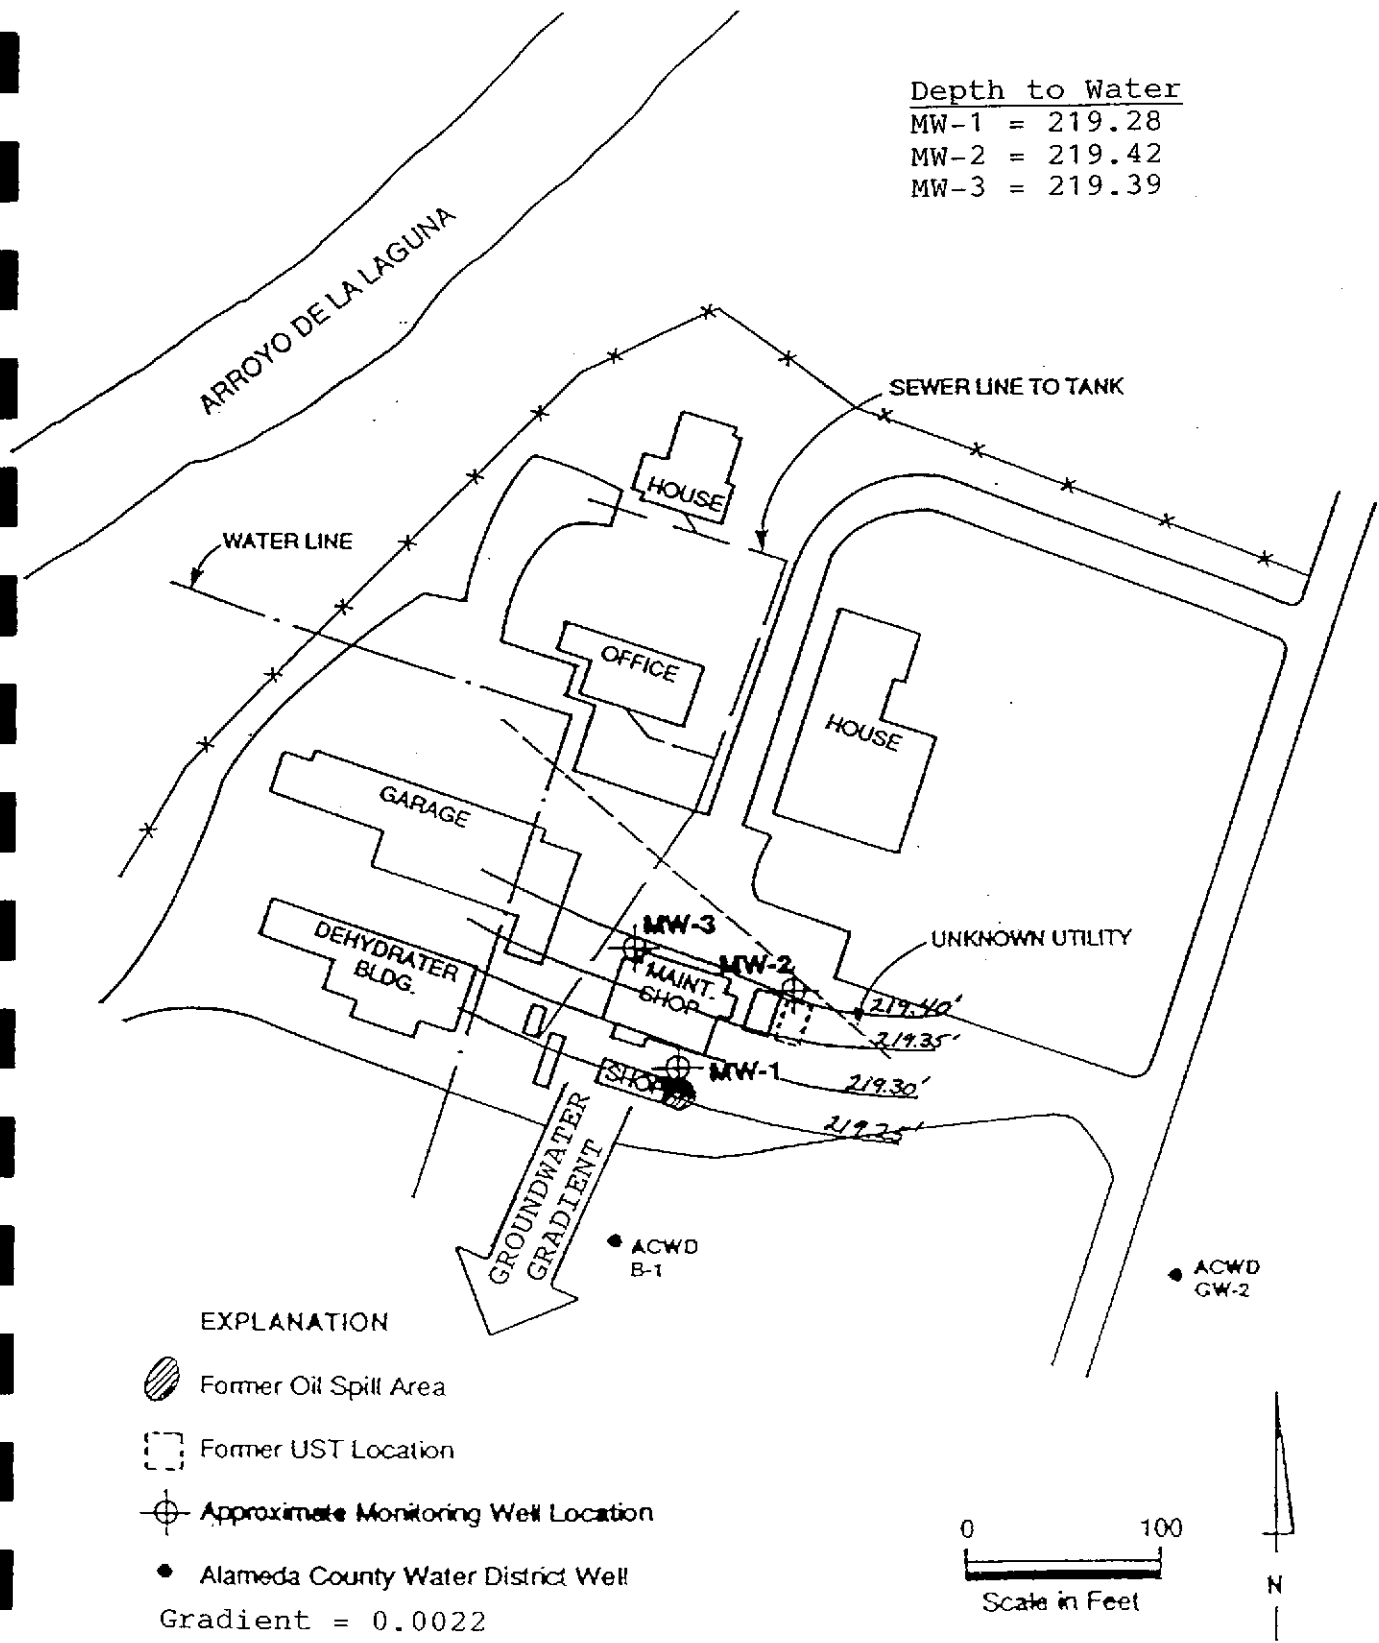 Depth to Water
MW-1 = 219.28
MW-2 = 219.42
MW-3 = 219.39
ARROYO DE LA LAGUNA
SEWER LINE TO TANK
HOUSE
WATER LINE
OFFICE
HOUSE
GARAGE
MW-3
UNKNOWN UTILITY
DEHYDRATER
BLDG.
MW-2
MAINT.
SHOP
219.40'
219.35'
MW-1
SHOP
219.30'
219.25'
GROUNDWATER
GRADIENT
ACWD
B-1
ACWD
GW-2
EXPLANATION
Former Oil Spill Area
Former UST Location
Approximate Monitoring Well Location
Alameda County Water District Well
Gradient = 0.0022
0 100
Scale in Feet
N